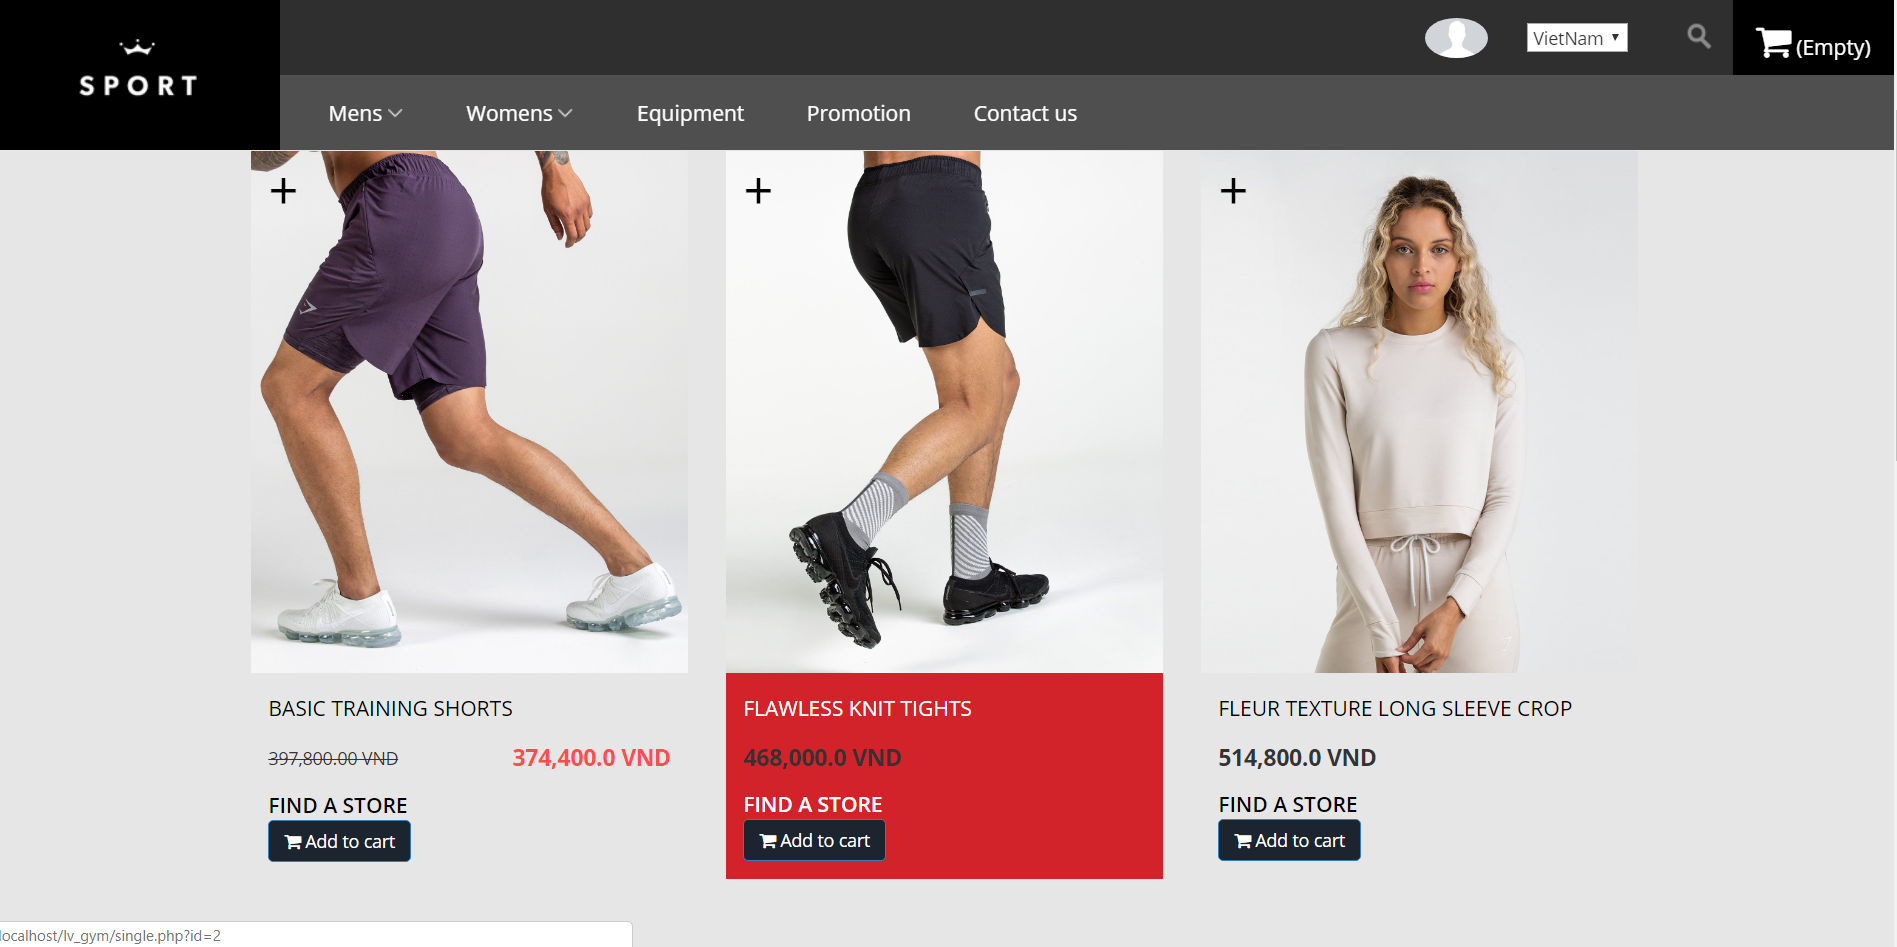 SPORT
VietNam
(Empty)
Mens
Womens
Equipment
Promotion
Contact us
BASIC TRAINING SHORTS
397,800.00 VND
374,400.0 VND
FIND A STORE
Add to cart
FLAWLESS KNIT TIGHTS
468,000.0 VND
FIND A STORE
Add to cart
FLEUR TEXTURE LONG SLEEVE CROP
514,800.0 VND
FIND A STORE
Add to cart
localhost/lv_gym/single.php?id=2